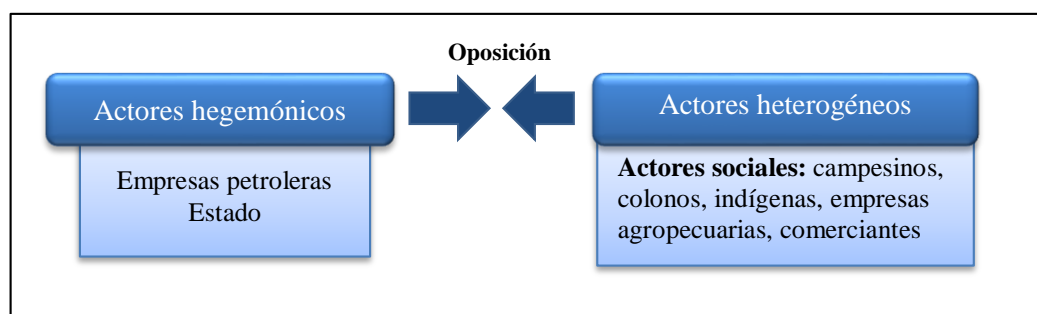 Oposición
Actores hegemónicos
Empresas petroleras
Estado
Actores heterogéneos
Actores sociales: campesinos,
colonos, indígenas, empresas
agropecuarias, comerciantes